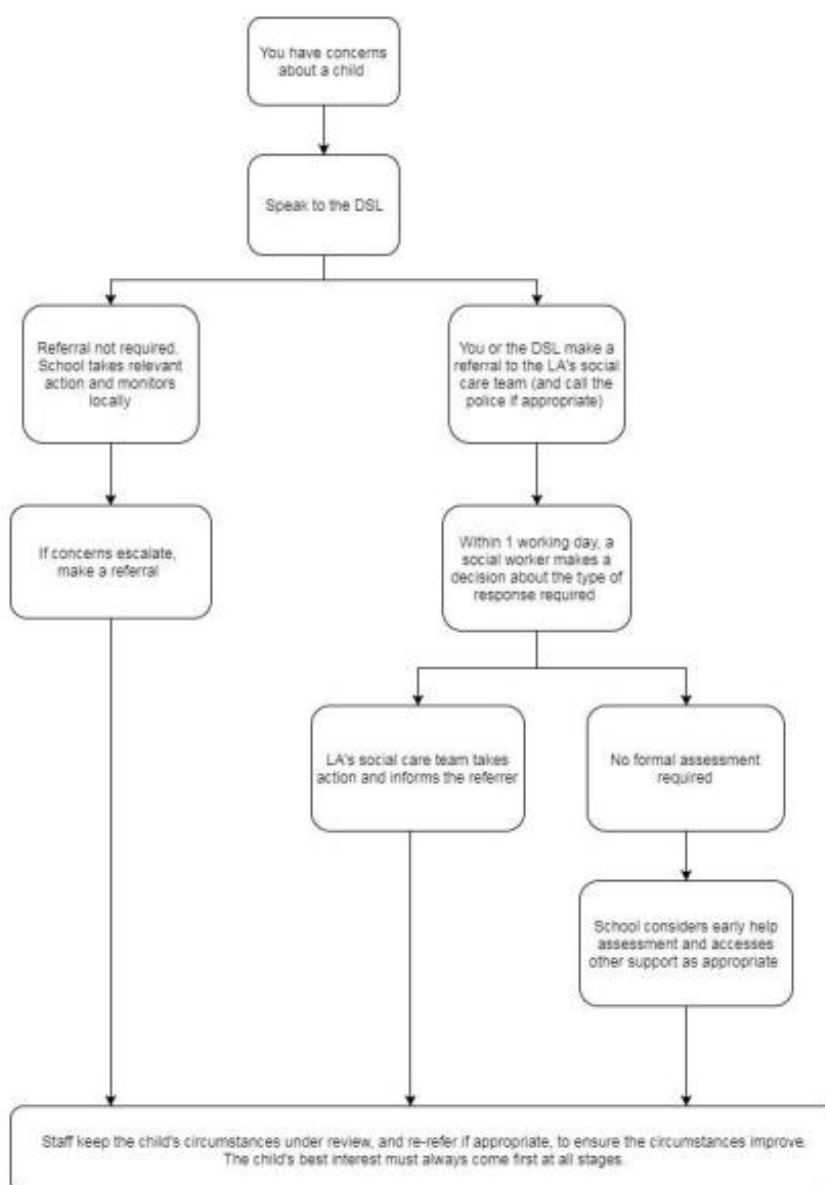 You have concerns
about a child
Speak to the DSL
Referral not required.
School takes relevant
action and monitors
locally
You or the DSL make a
referral to the LA's social
care team (and call the
police if appropriate)
If concerns escalate,
make a referral
Within 1 working day, a
social worker makes a
decision about the type of
response required
LA's social care team takes
action and informs the referrer
No formal assessment
required
School considers early help
assessment and accesses
other support as appropriate
Staff keep the child's circumstances under review, and re-refer if appropriate, to ensure the circumstances improve.
The child's best interest must always come first at all stages.